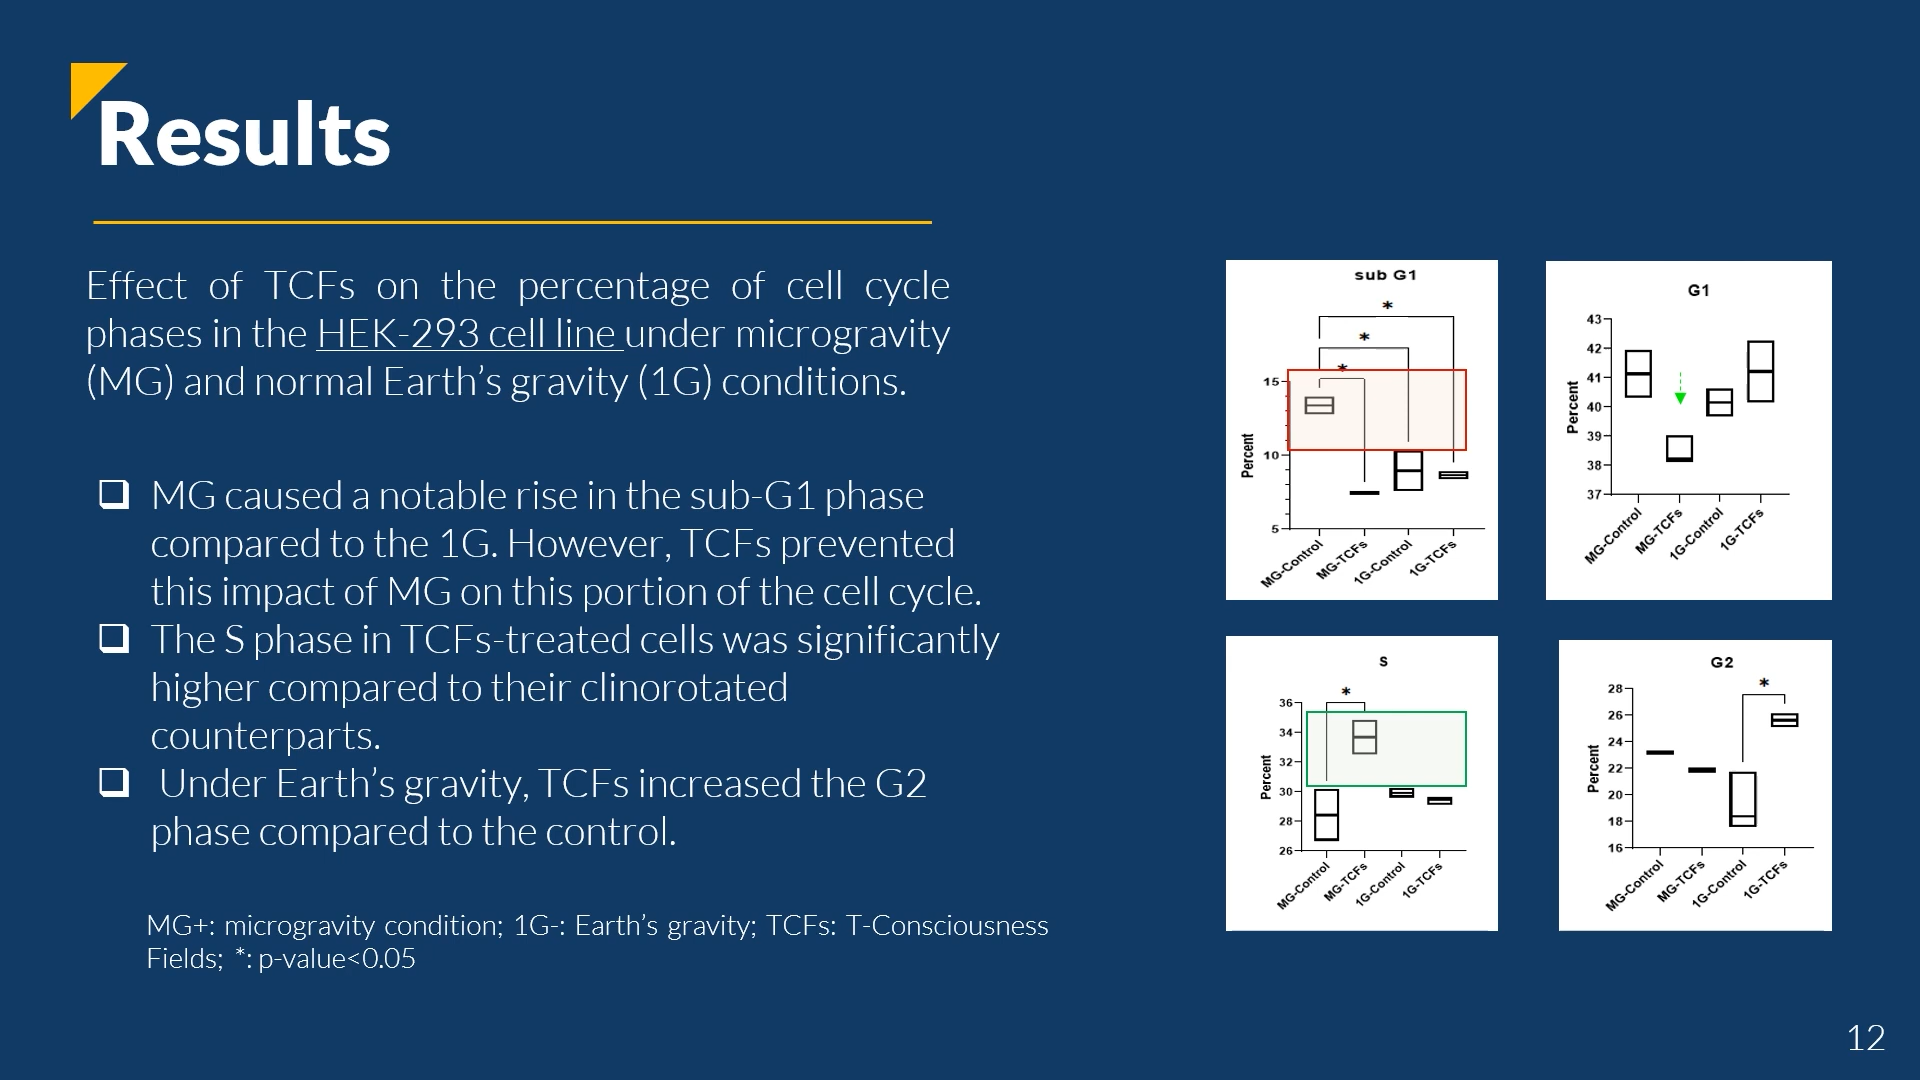 Results
Effect of TCFs on the percentage of cell cycle
phases in the HEK-293 cell line under microgravity
(MG) and normal Earth’s gravity (1G) conditions.
❑ MG caused a notable rise in the sub-G1 phase
compared to the 1G. However, TCFs prevented
this impact of MG on this portion of the cell cycle.
❑ The S phase in TCFs-treated cells was significantly
higher compared to their clinorotated
counterparts.
❑ Under Earth’s gravity, TCFs increased the G2
phase compared to the control.
MG+: microgravity condition; 1G-: Earth’s gravity; TCFs: T-Consciousness
Fields; *: p-value<0.05
sub G1
*
*
*
15
10
5
Percent
MG-Control
MG-TCFs
1G-Control
1G-TCFs
G1
43
42
41
40
39
38
37
Percent
MG-Control
MG-TCFs
1G-Control
1G-TCFs
S
*
36
34
32
30
28
26
Percent
MG-Control
MG-TCFs
1G-Control
1G-TCFs
G2
*
28
26
24
22
20
18
16
Percent
MG-Control
MG-TCFs
1G-Control
1G-TCFs
12